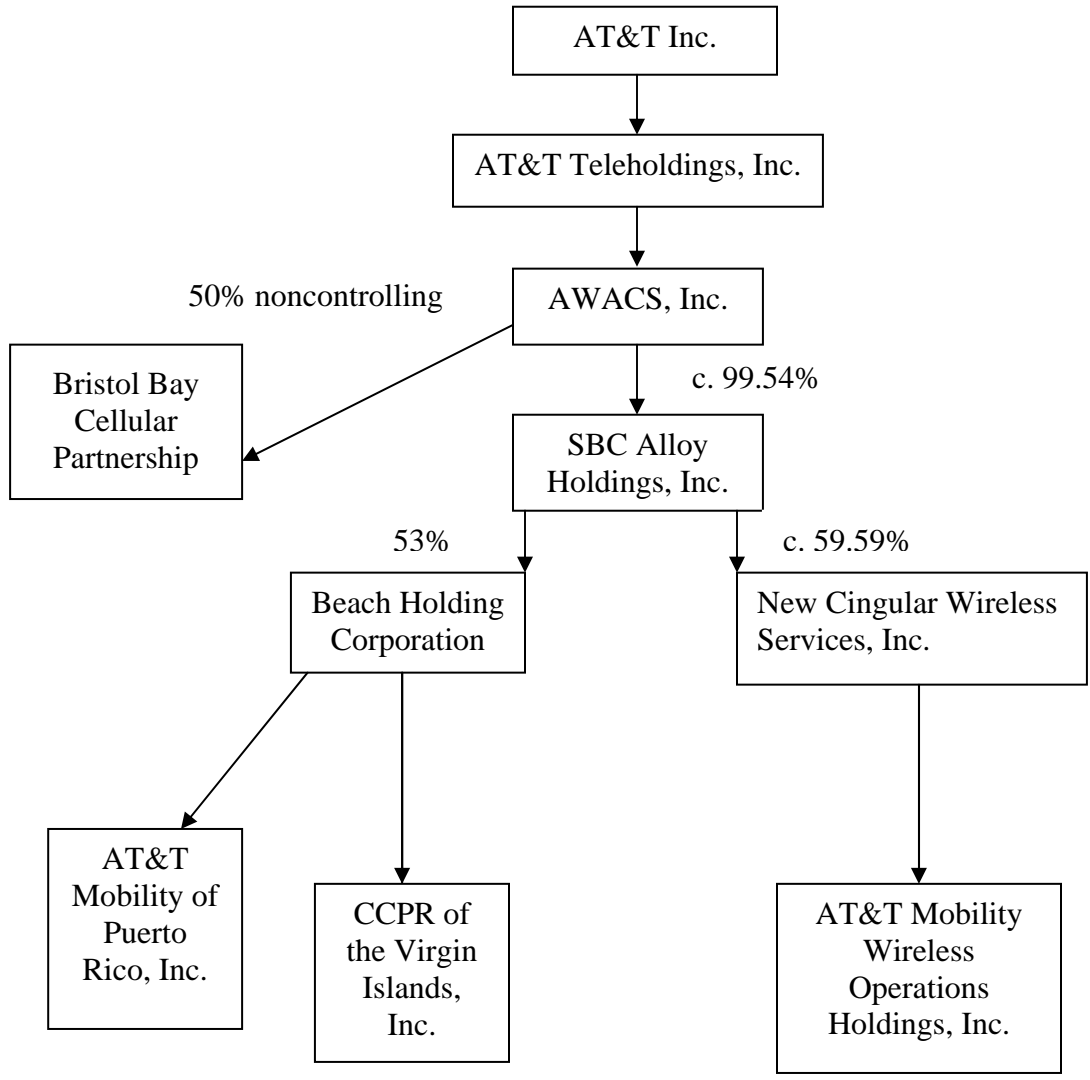 AT&T Inc.
AT&T Teleholdings, Inc.
50% noncontrolling
AWACS, Inc.
Bristol Bay
Cellular
Partnership
c. 99.54%
SBC Alloy
Holdings, Inc.
53%
c. 59.59%
Beach Holding
Corporation
New Cingular Wireless
Services, Inc.
AT&T
Mobility of
Puerto
Rico, Inc.
CCPR of
the Virgin
Islands,
Inc.
AT&T Mobility
Wireless
Operations
Holdings, Inc.